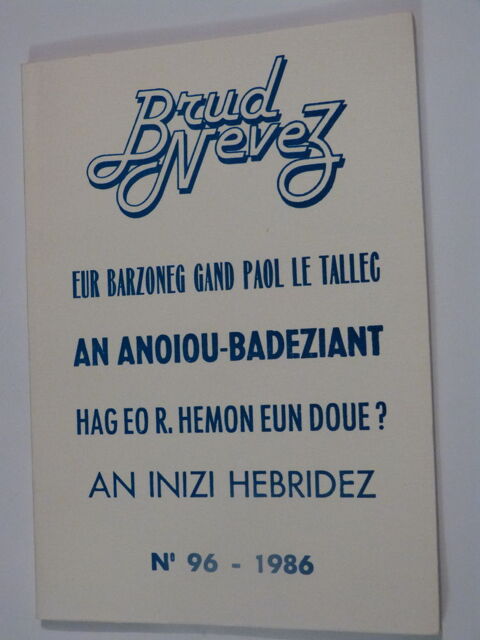 Brud
Nevez
EUR BARZONEG GAND PAOL LE TALLEC
AN ANOIOU-BADEZIANT
HAG EO R. HEMON EUN DOUE ?
AN INIZI HEBRIDEZ
N° 96 - 1986